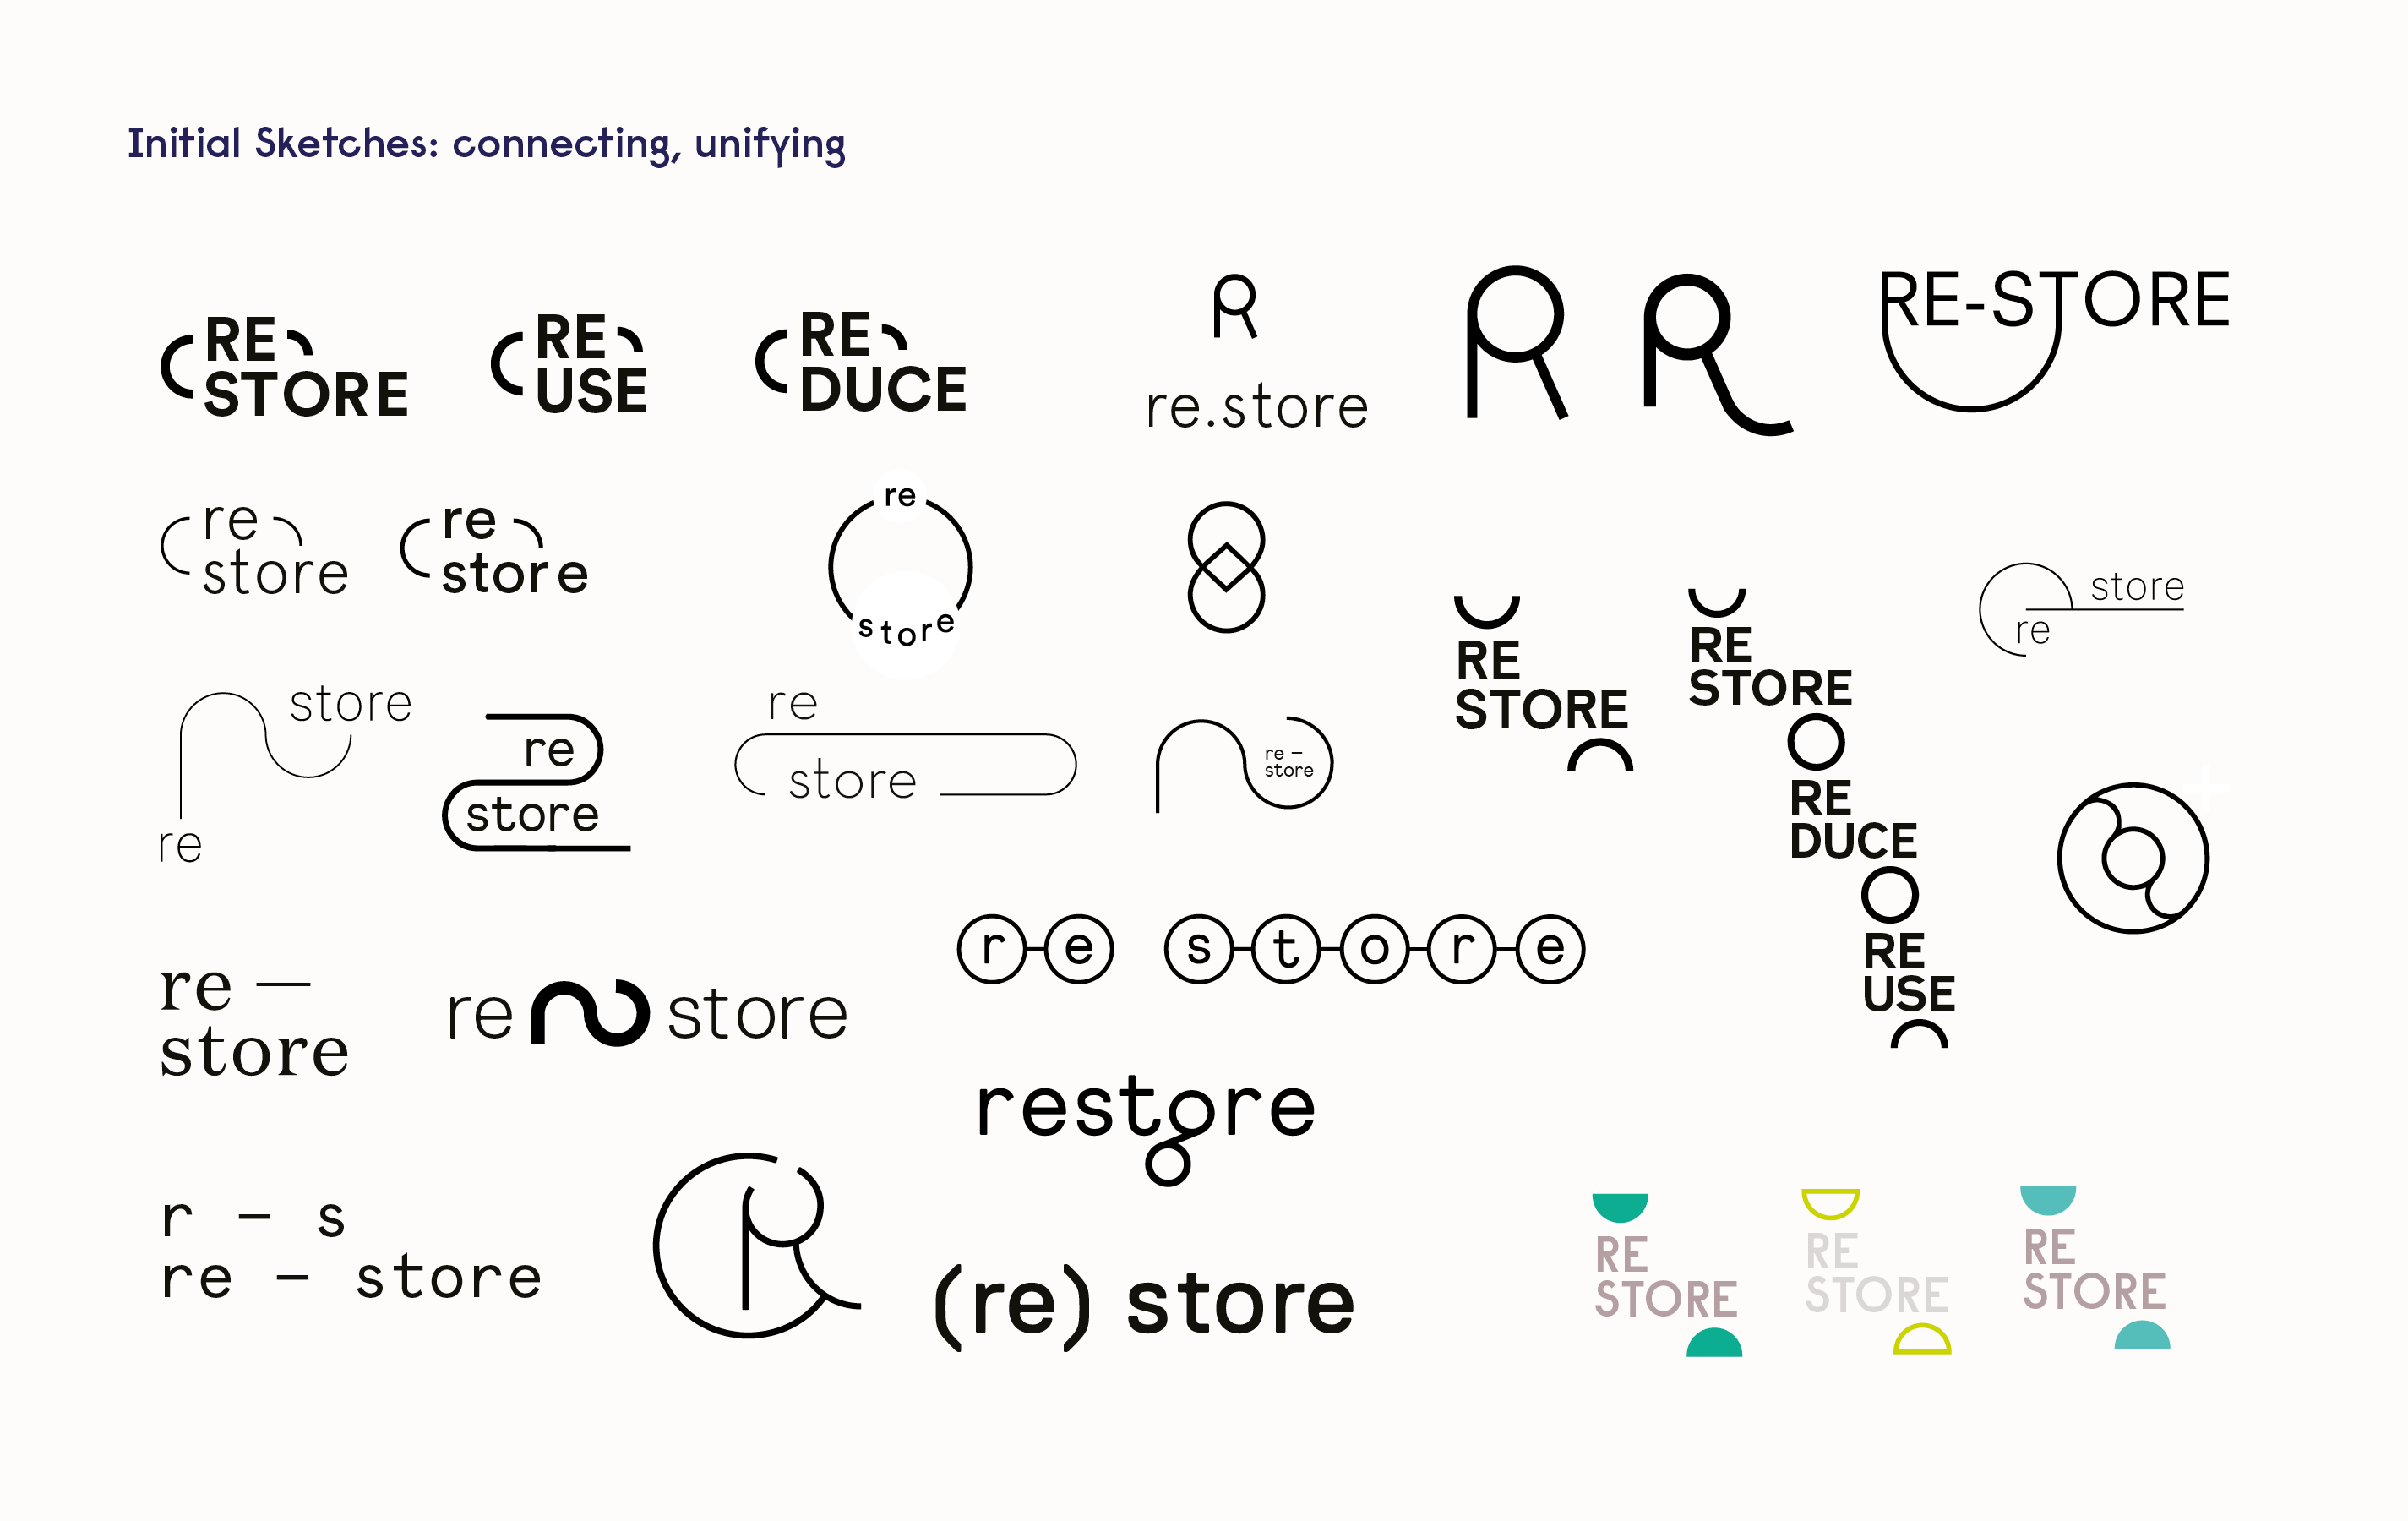 Initial Sketches: connecting, unifying
RE
STORE
RE
USE
RE
DUCE
R
re.store
R
R
RE-STORE
re
store
re
store
re
store
RE
STORE
RE
STORE
RE
DUCE
RE
USE
store
re
store
re
re
store
re
store
re –
store
re —
store
re store
r-e s-t-o-r-e
restore
r – s
re – store
R
(re) store
RE
STORE
RE
STORE
RE
STORE